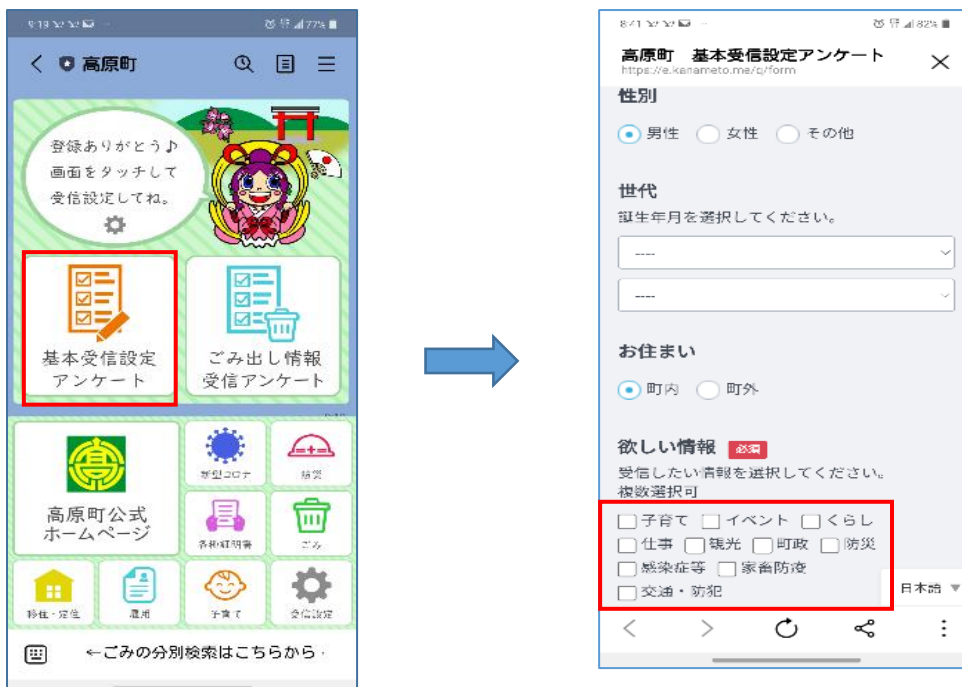 9:19
77%
高原町
登録ありがとう♪
画面をタッチして
受信設定してね。
基本受信設定
アンケート
ごみ出し情報
受信アンケート
高原町公式
ホームページ
新型コロナ
防災
各種証明書
ごみ
移住・定住
雇用
子育て
受信設定
←ごみの分別検索はこちらから
8:41
82%
高原町 基本受信設定アンケート
https://e.kanameto.me/q/form
性別
男性 女性 その他
世代
誕生年月を選択してください。
----
----
お住まい
町内 町外
欲しい情報 必須
受信したい情報を選択してください。
複数選択可
子育て イベント くらし
仕事 観光 町政 防災
感染症等 家畜防疫
交通・防犯
日本語